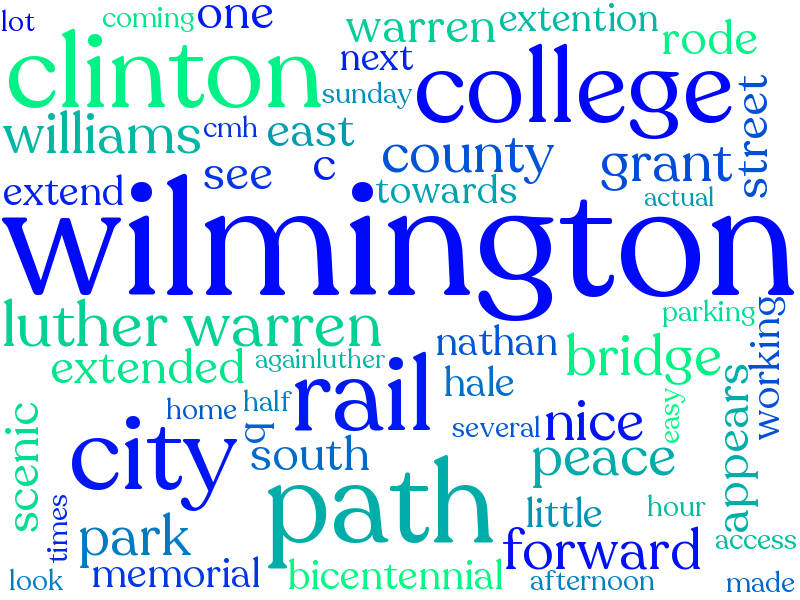 lot
coming
one
warren
extention
rode
clinton
next
college
sunday
street
williams
cmh
east
county
grant
see
c
extend
towards
actual
wilmington
luther warren
parking
working
nathan
bridge
extended
againluther
rail
hale
appears
easy
scenic
home
half
b
several
nice
city
south
peace
path
times
park
little
hour
forward
access
look
memorial
bicentennial
afternoon
made